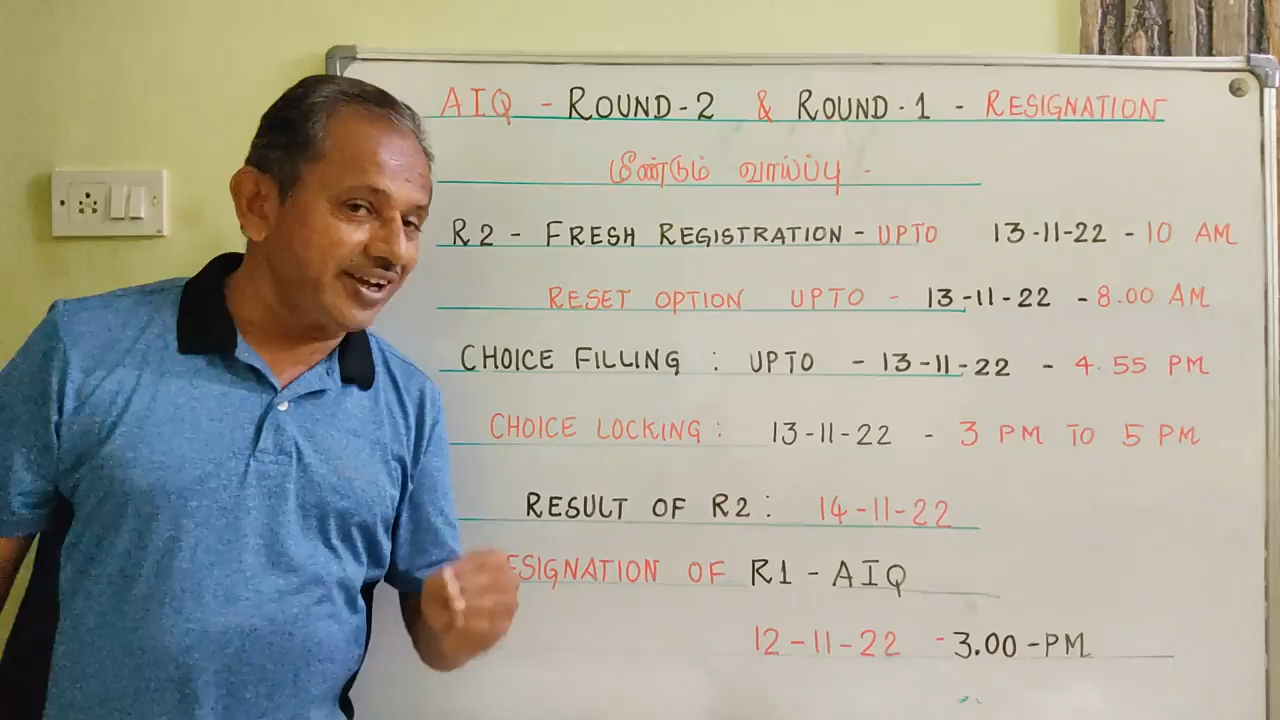 AIQ - ROUND-2 & ROUND-1 - RESIGNATION
மீண்டும் வாய்ப்பு -
R2 - FRESH REGISTRATION - UPTO 13-11-22 - 10 AM
RESET OPTION UPTO - 13-11-22 - 8.00 AM
CHOICE FILLING : UPTO - 13-11-22 - 4.55 PM
CHOICE LOCKING : 13-11-22 - 3 PM TO 5 PM
RESULT OF R2 : 14-11-22
ESIGNATION OF R1 - AIQ
12-11-22 - 3.00 - PM